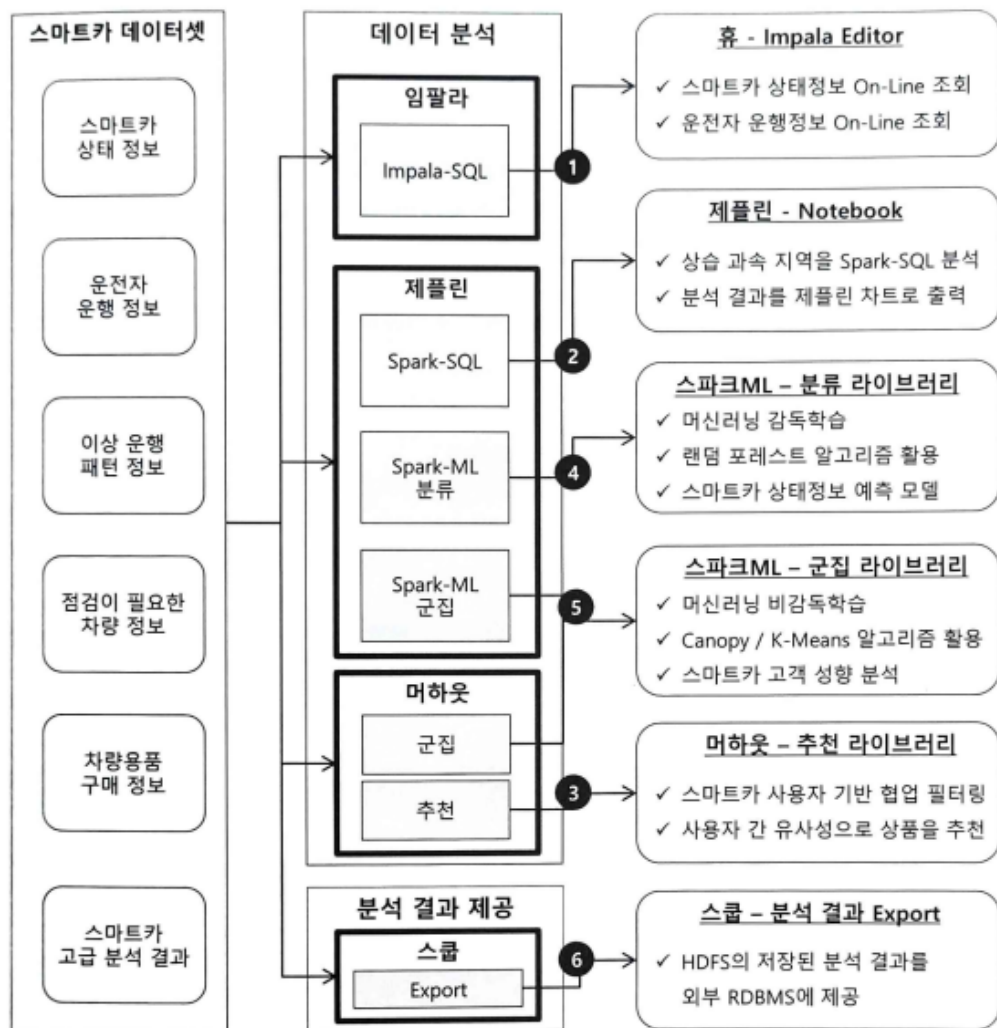 스마트카 데이터셋
스마트카
상태 정보
운전자
운행 정보
이상 운행
패턴 정보
점검이 필요한
차량 정보
차량용품
구매 정보
스마트카
고급 분석 결과
데이터 분석
임팔라
Impala-SQL
제플린
Spark-SQL
Spark-ML
분류
Spark-ML
군집
머하웃
군집
추천
분석 결과 제공
스쿱
Export
1
2
4
5
3
6
휴 - Impala Editor
✓ 스마트카 상태정보 On-Line 조회
✓ 운전자 운행정보 On-Line 조회
제플린 - Notebook
✓ 상습 과속 지역을 Spark-SQL 분석
✓ 분석 결과를 제플린 차트로 출력
스파크ML – 분류 라이브러리
✓ 머신러닝 감독학습
✓ 랜덤 포레스트 알고리즘 활용
✓ 스마트카 상태정보 예측 모델
스파크ML – 군집 라이브러리
✓ 머신러닝 비감독학습
✓ Canopy / K-Means 알고리즘 활용
✓ 스마트카 고객 성향 분석
머하웃 – 추천 라이브러리
✓ 스마트카 사용자 기반 협업 필터링
✓ 사용자 간 유사성으로 상품을 추천
스쿱 – 분석 결과 Export
✓ HDFS의 저장된 분석 결과를
외부 RDBMS에 제공